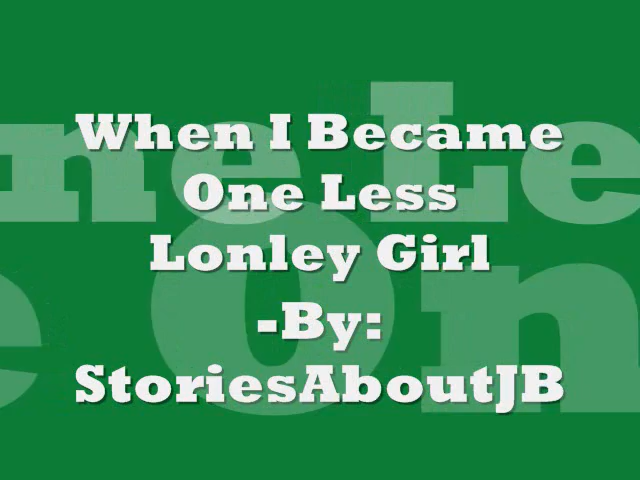 When I Became
One Less
Lonley Girl
-By:
StoriesAboutJB